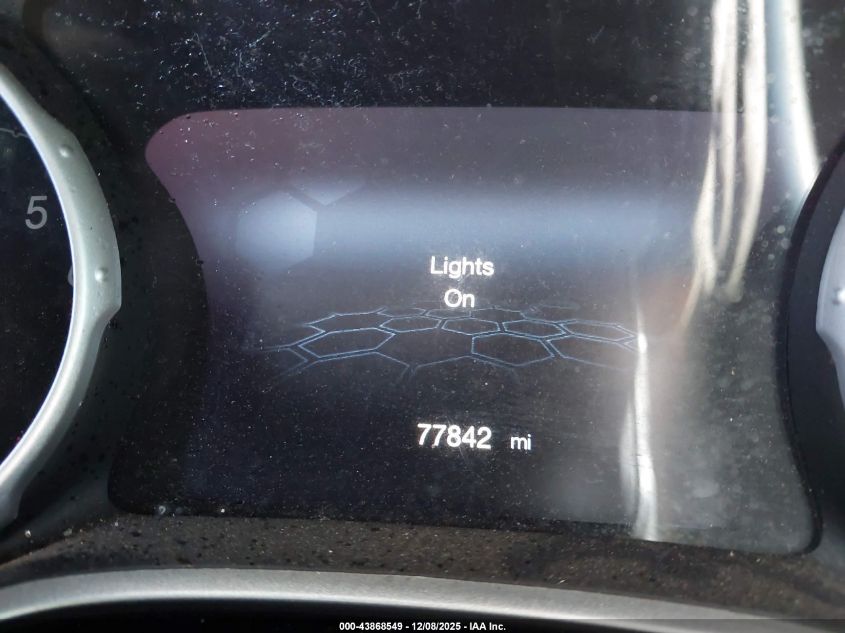 5
Lights
On
77842 mi
000-43868549 - 12/08/2025 - IAA Inc.